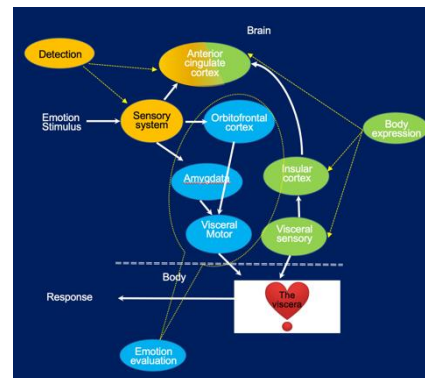 Brain
Detection
Anterior
cingulate
cortex
Emotion
Stimulus
Sensory
system
Orbitofrontal
cortex
Body
expression
Amygdata
Insular
cortex
Visceral
Motor
Visceral
sensory
Body
Response
The
viscera
Emotion
evaluation